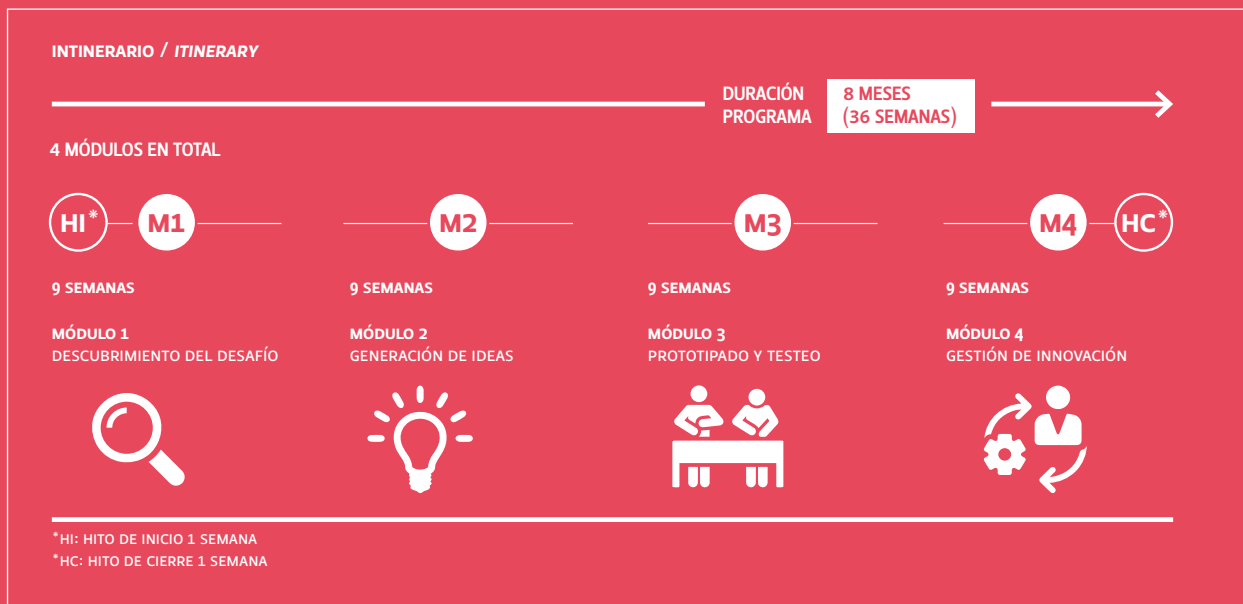 INTINERARIO / ITINERARY
DURACIÓN
PROGRAMA
8 MESES
(36 SEMANAS)
4 MÓDULOS EN TOTAL
HI*
M1
M2
M3
M4
HC*
9 SEMANAS
9 SEMANAS
9 SEMANAS
9 SEMANAS
MÓDULO 1
DESCUBRIMIENTO DEL DESAFÍO
MÓDULO 2
GENERACIÓN DE IDEAS
MÓDULO 3
PROTOTIPADO Y TESTEO
MÓDULO 4
GESTIÓN DE INNOVACIÓN
*HI: HITO DE INICIO 1 SEMANA
*HC: HITO DE CIERRE 1 SEMANA